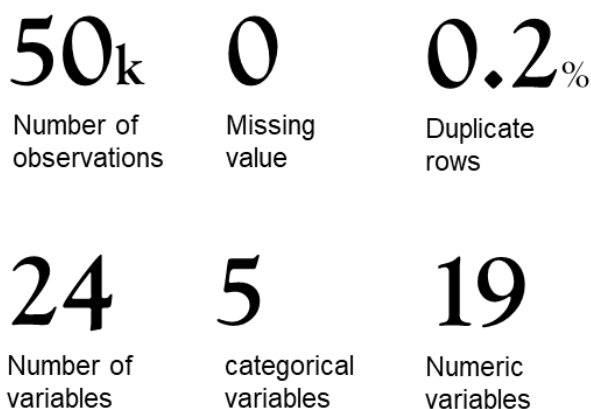 50k 0 0.2%
Number of Missing Duplicate
observations value rows
24 5 19
Number of categorical Numeric
variables variables variables